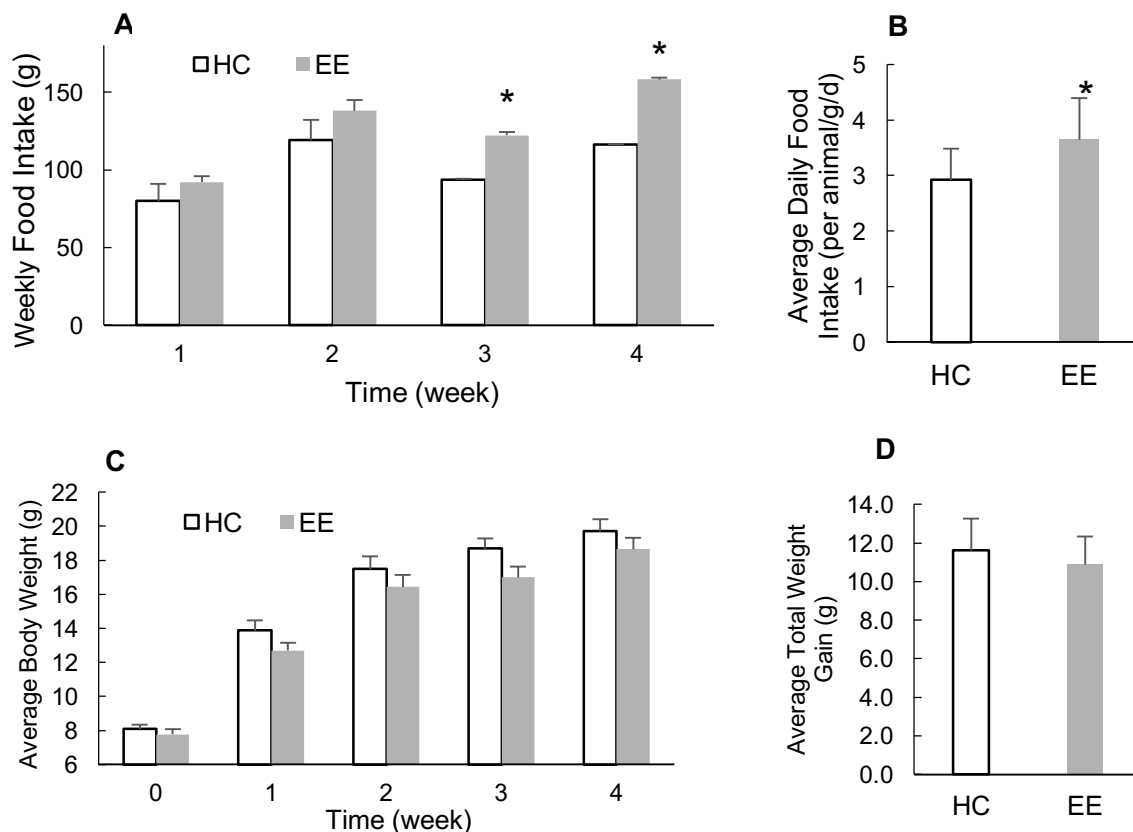 A
HC EE
Weekly Food Intake (g)
150
100
50
0
*
*
1 2 3 4
Time (week)
B
Average Daily Food
Intake (per animal/g/d)
5
4
3
2
1
0
*
HC EE
C
HC EE
Average Body Weight (g)
22
20
18
16
14
12
10
8
6
0 1 2 3 4
Time (week)
D
Average Total Weight
Gain (g)
14.0
12.0
10.0
8.0
6.0
4.0
2.0
0.0
HC EE